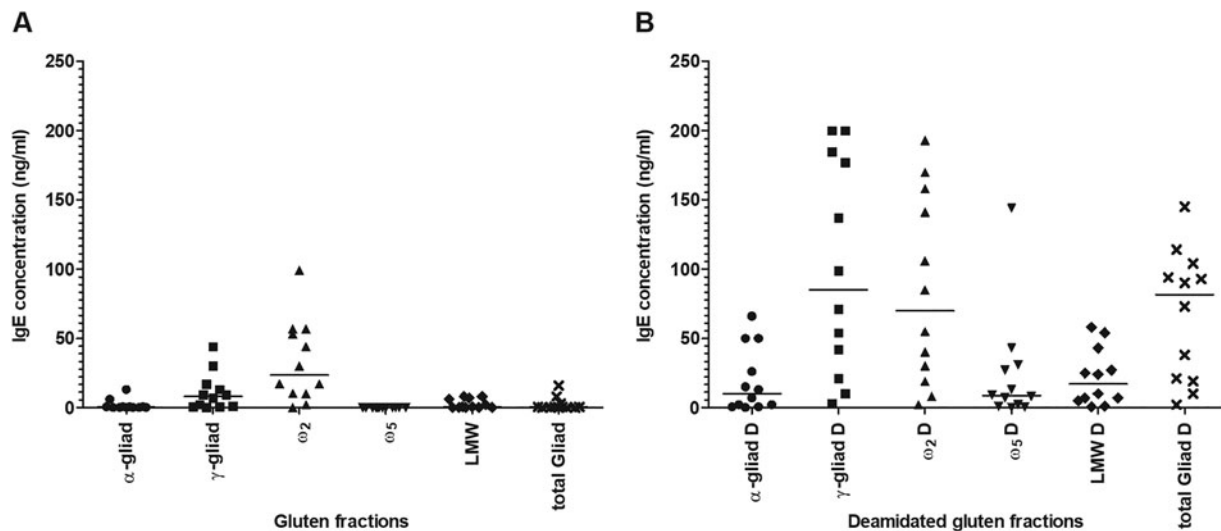 A
IgE concentration (ng/ml)
250
200
150
100
50
0
α-gliad
γ-gliad
ω2
ω5
LMW
total Gliad
Gluten fractions
B
IgE concentration (ng/ml)
250
200
150
100
50
0
α-gliad D
γ-gliad D
ω2 D
ω5 D
LMW D
total Gliad D
Deamidated gluten fractions